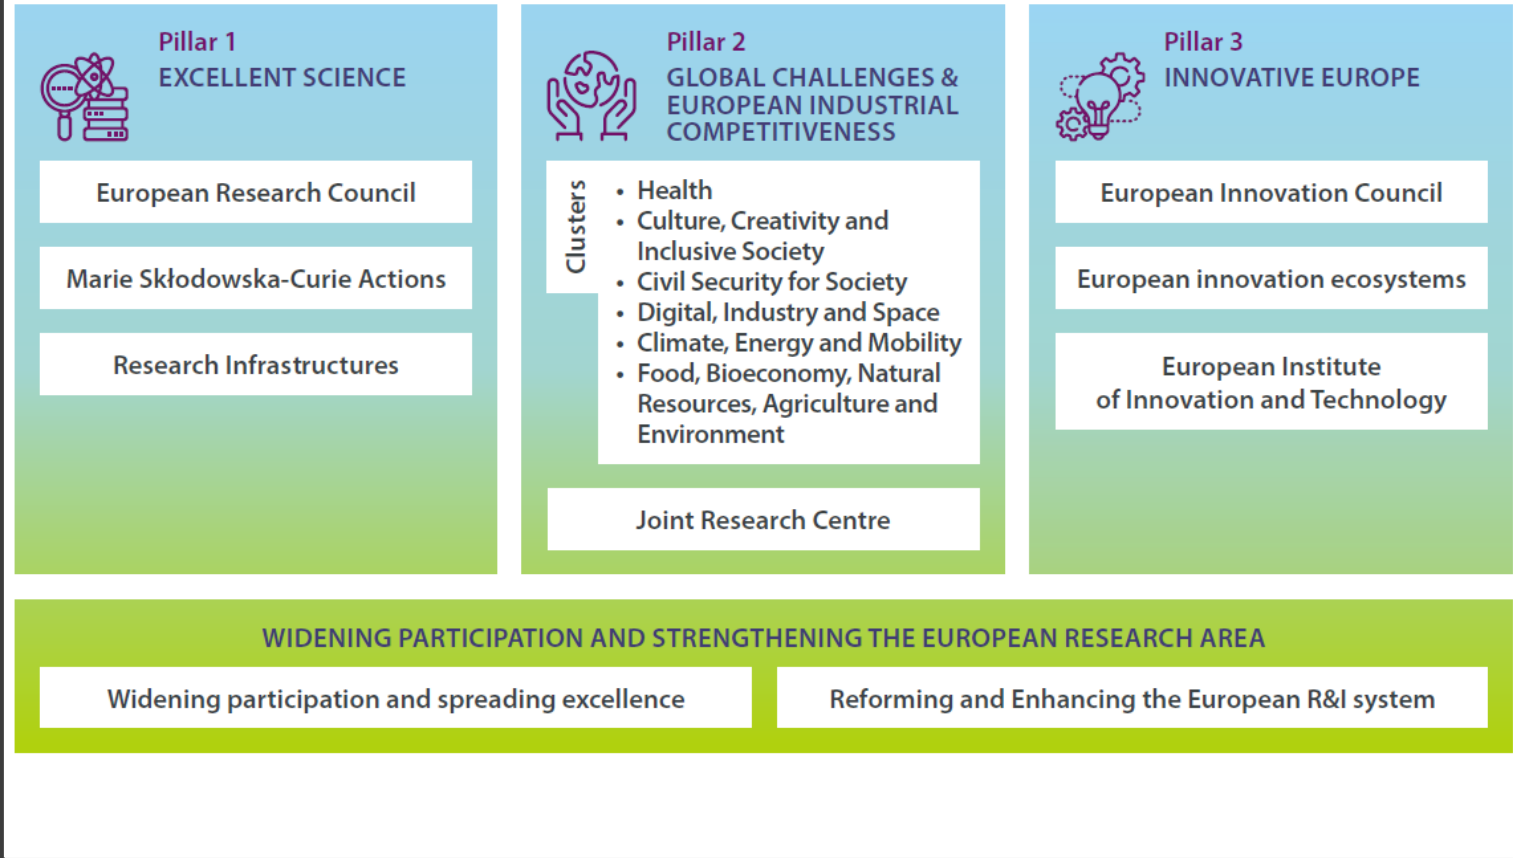 Pillar 1
EXCELLENT SCIENCE
European Research Council
Marie Skłodowska-Curie Actions
Research Infrastructures
Pillar 2
GLOBAL CHALLENGES &
EUROPEAN INDUSTRIAL
COMPETITIVENESS
Clusters
• Health
• Culture, Creativity and
Inclusive Society
• Civil Security for Society
• Digital, Industry and Space
• Climate, Energy and Mobility
• Food, Bioeconomy, Natural
Resources, Agriculture and
Environment
Joint Research Centre
Pillar 3
INNOVATIVE EUROPE
European Innovation Council
European innovation ecosystems
European Institute
of Innovation and Technology
WIDENING PARTICIPATION AND STRENGTHENING THE EUROPEAN RESEARCH AREA
Widening participation and spreading excellence
Reforming and Enhancing the European R&I system